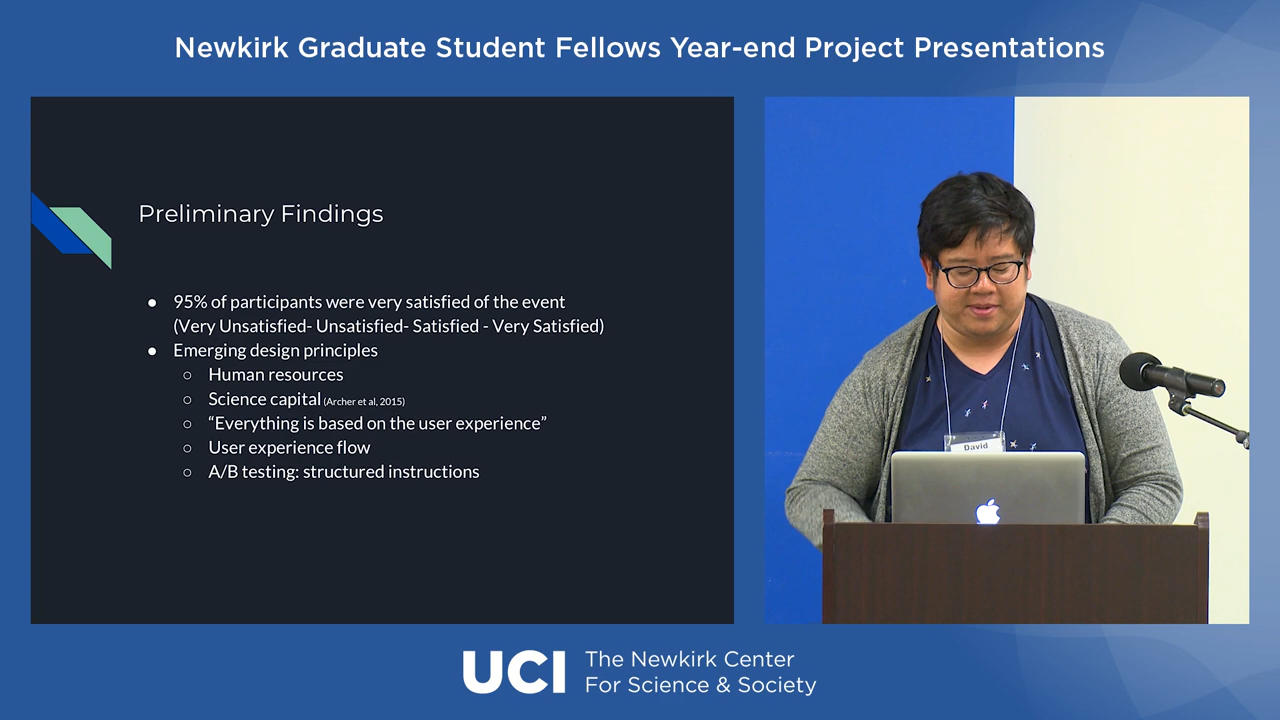 Newkirk Graduate Student Fellows Year-end Project Presentations
Preliminary Findings
● 95% of participants were very satisfied of the event
(Very Unsatisfied- Unsatisfied- Satisfied - Very Satisfied)
● Emerging design principles
○ Human resources
○ Science capital (Archer et al, 2015)
○ “Everything is based on the user experience”
○ User experience flow
○ A/B testing: structured instructions
David
UCI The Newkirk Center
For Science & Society